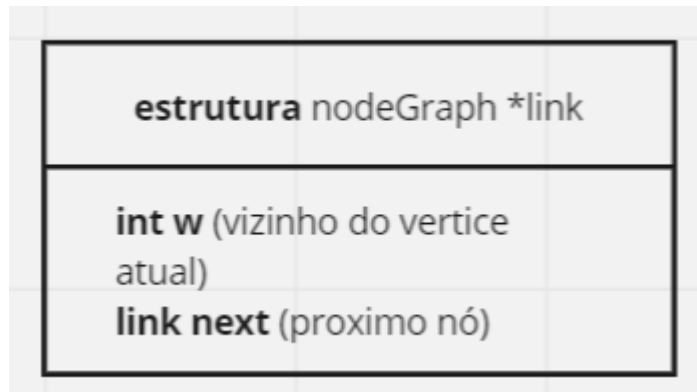 estrutura nodeGraph *link
int w (vizinho do vertice
atual)
link next (proximo nó)